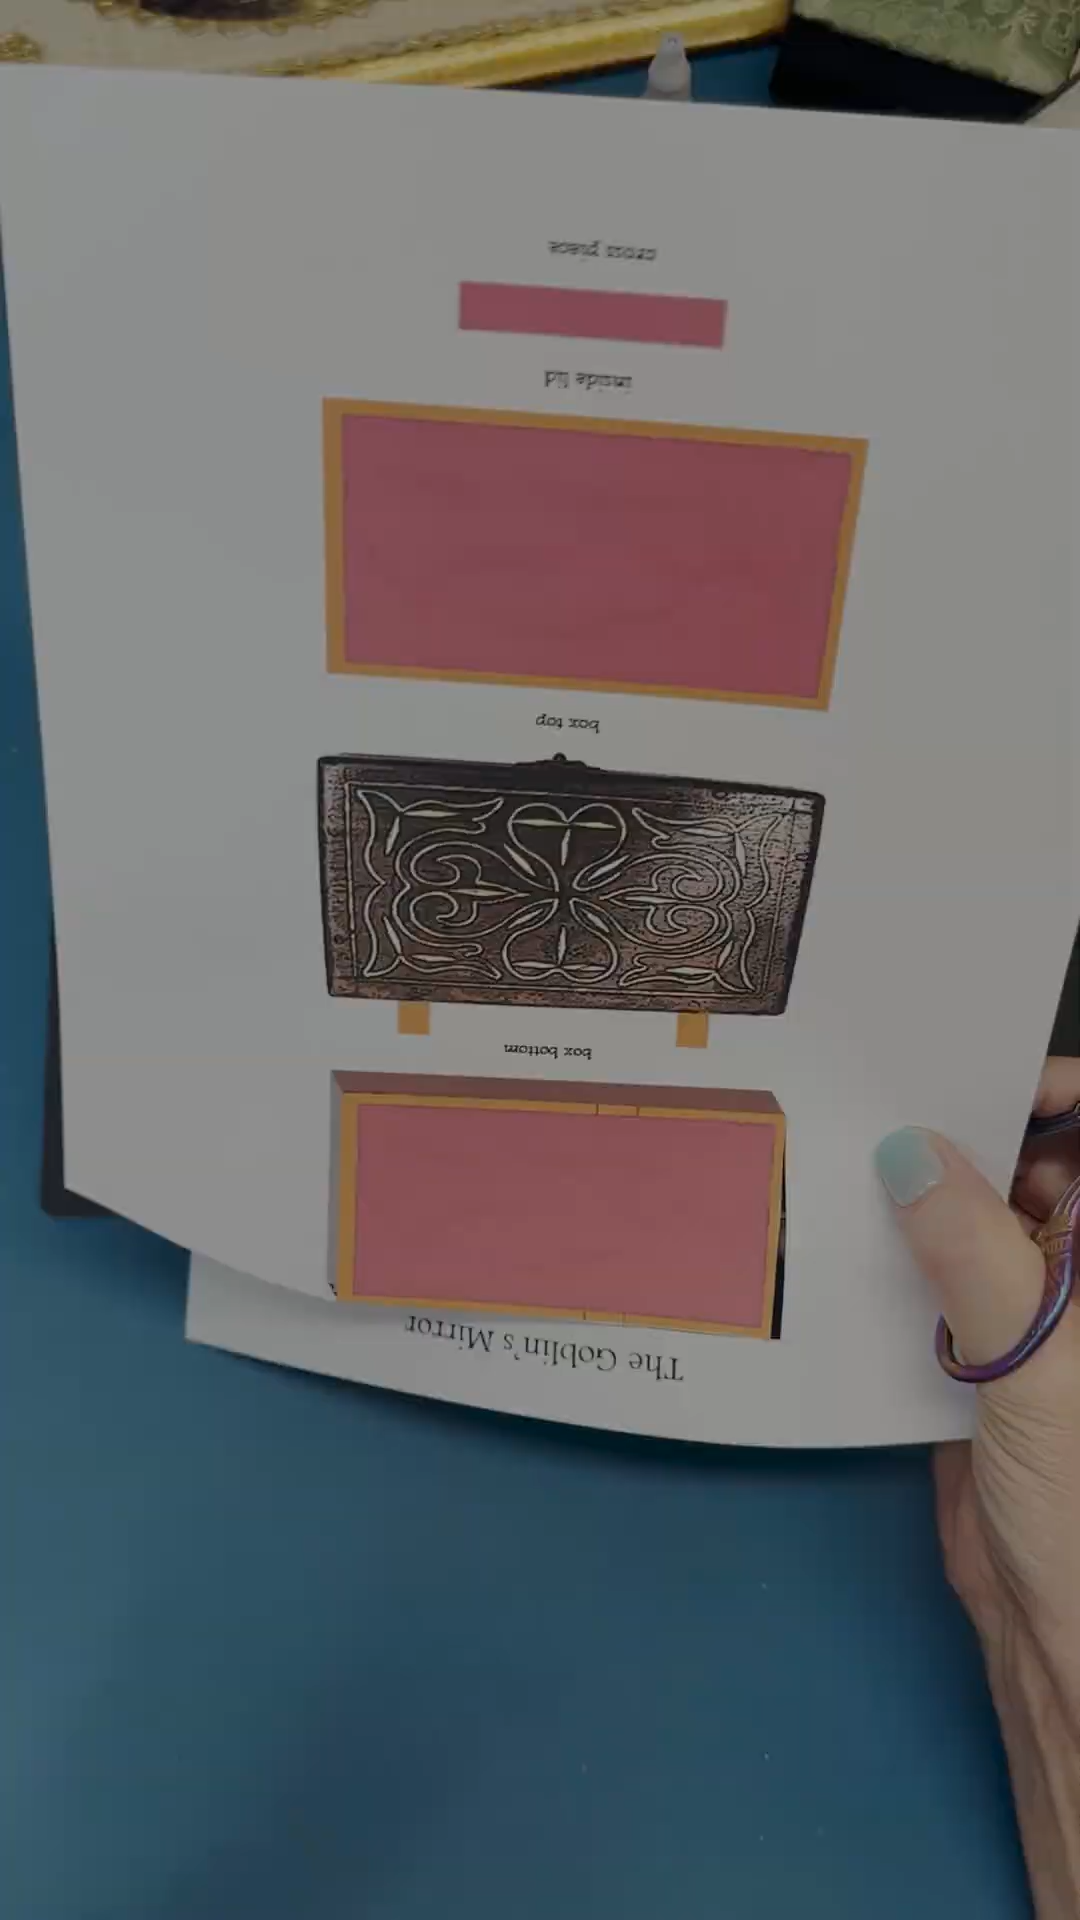 The Goblin's Mirror
box bottom
box top
inside lid
cross piece